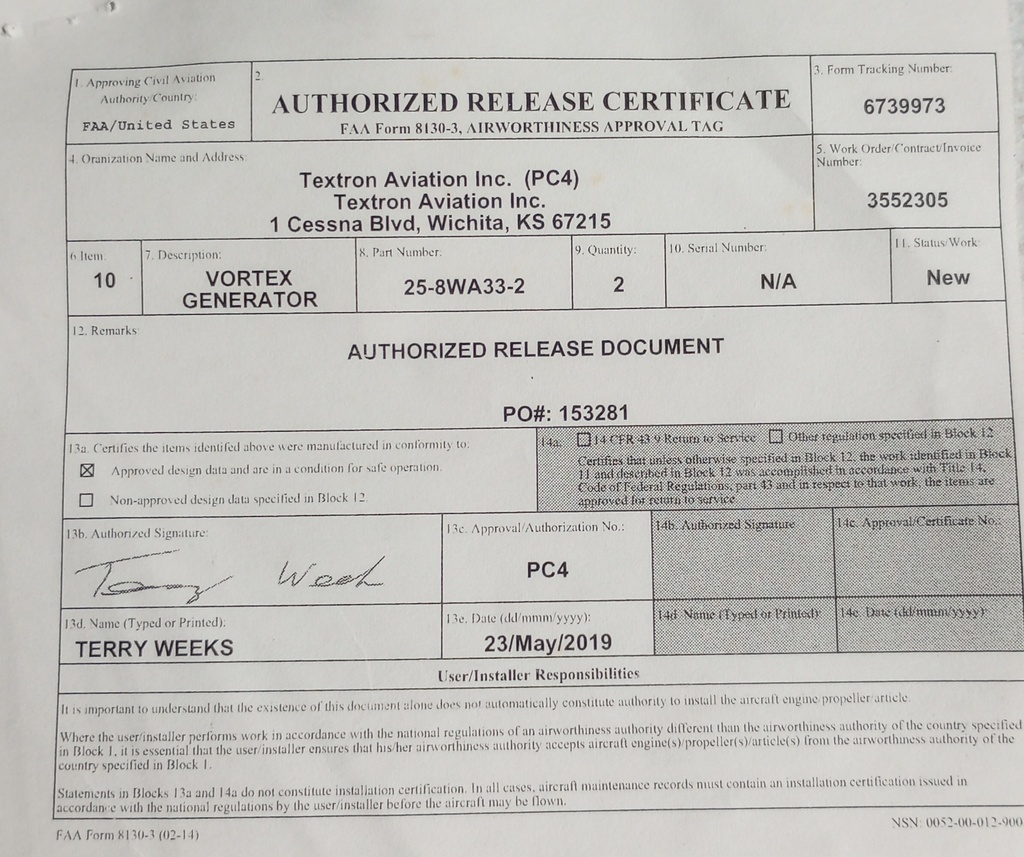 1. Approving Civil Aviation
Authority/Country:
FAA/United States
2.
AUTHORIZED RELEASE CERTIFICATE
FAA Form 8130-3, AIRWORTHINESS APPROVAL TAG
3. Form Tracking Number:
6739973
4. Oranization Name and Address:
Textron Aviation Inc. (PC4)
Textron Aviation Inc.
1 Cessna Blvd, Wichita, KS 67215
5. Work Order/Contract/Invoice
Number:
3552305
6. Item:
10
7. Description:
VORTEX
GENERATOR
8. Part Number:
25-8WA33-2
9. Quantity:
2
10. Serial Number:
N/A
11. Status/Work:
New
12. Remarks:
AUTHORIZED RELEASE DOCUMENT
PO#: 153281
13a. Certifies the items identifed above were manufactured in conformity to:
Approved design data and are in a condition for safe operation.
Non-approved design data specified in Block 12.
14a. 14 CFR 43.9 Return to Service Other regulation specified in Block 12
Certifies that unless otherwise specified in Block 12, the work identified in Block
11 and described in Block 12 was accomplished in accordance with Title 14,
Code of Federal Regulations, part 43 and in respect to that work, the items are
approved for return to service.
13b. Authorized Signature:
Terry Weeks
13c. Approval/Authorization No.:
PC4
14b. Authorized Signature
14c. Approval/Certificate No.:
13d. Name (Typed or Printed):
TERRY WEEKS
13e. Date (dd/mmm/yyyy):
23/May/2019
14d. Name (Typed or Printed):
14e. Date (dd/mmm/yyyy):
User/Installer Responsibilities
It is important to understand that the existence of this document alone does not automatically constitute authority to install the aircraft engine/propeller/article.
Where the user/installer performs work in accordance with the national regulations of an airworthiness authority different than the airworthiness authority of the country specified
in Block 1, it is essential that the user/installer ensures that his/her airworthiness authority accepts aircraft engine(s)/propeller(s)/article(s) from the airworthiness authority of the
country specified in Block 1.
Statements in Blocks 13a and 14a do not constitute installation certification. In all cases, aircraft maintenance records must contain an installation certification issued in
accordance with the national regulations by the user/installer before the aircraft may be flown.
FAA Form 8130-3 (02-14)
NSN: 0052-00-012-900